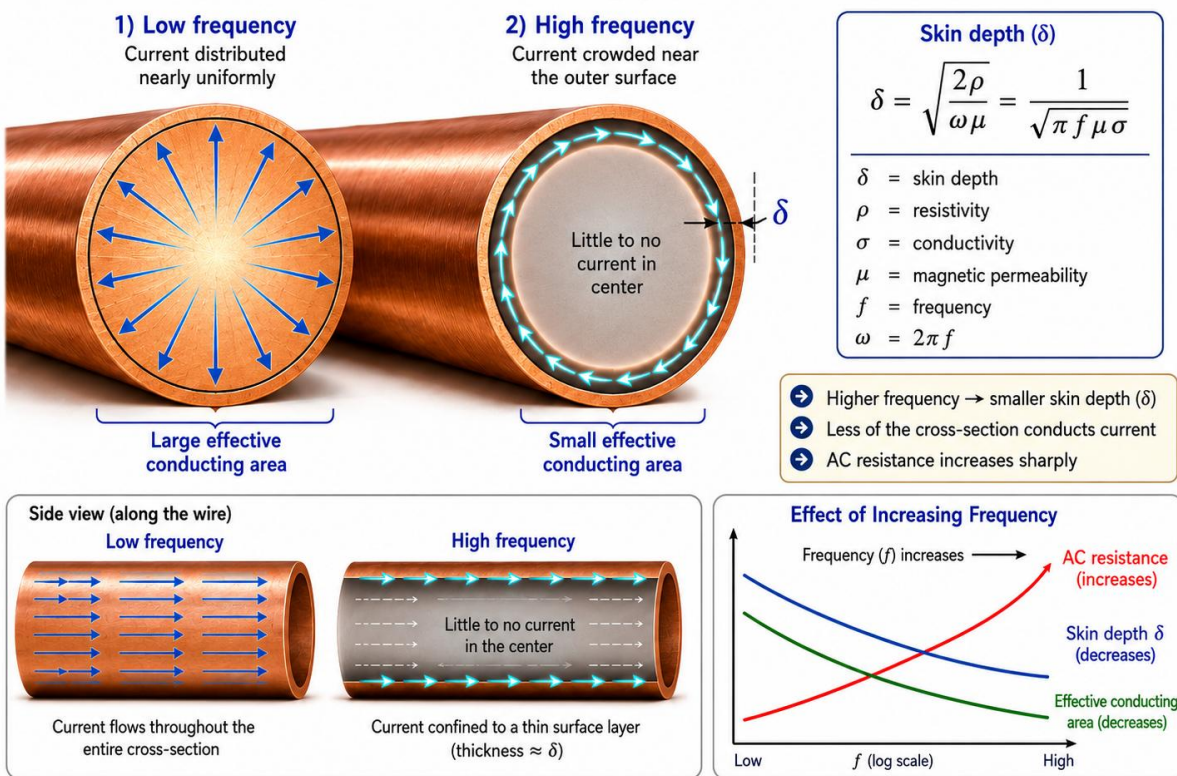 1) Low frequency
Current distributed
nearly uniformly
2) High frequency
Current crowded near
the outer surface
Little to no
current in
center
δ
Large effective
conducting area
Small effective
conducting area
Skin depth (δ)
δ = √(2ρ / ωμ) = 1 / √(π f μ σ)
δ = skin depth
ρ = resistivity
σ = conductivity
μ = magnetic permeability
f = frequency
ω = 2π f
Higher frequency → smaller skin depth (δ)
Less of the cross-section conducts current
AC resistance increases sharply
Side view (along the wire)
Low frequency
High frequency
Little to no current
in the center
Current flows throughout the
entire cross-section
Current confined to a thin surface layer
(thickness ≈ δ)
Effect of Increasing Frequency
Frequency (f) increases
AC resistance
(increases)
Skin depth δ
(decreases)
Effective conducting
area (decreases)
Low
f (log scale)
High